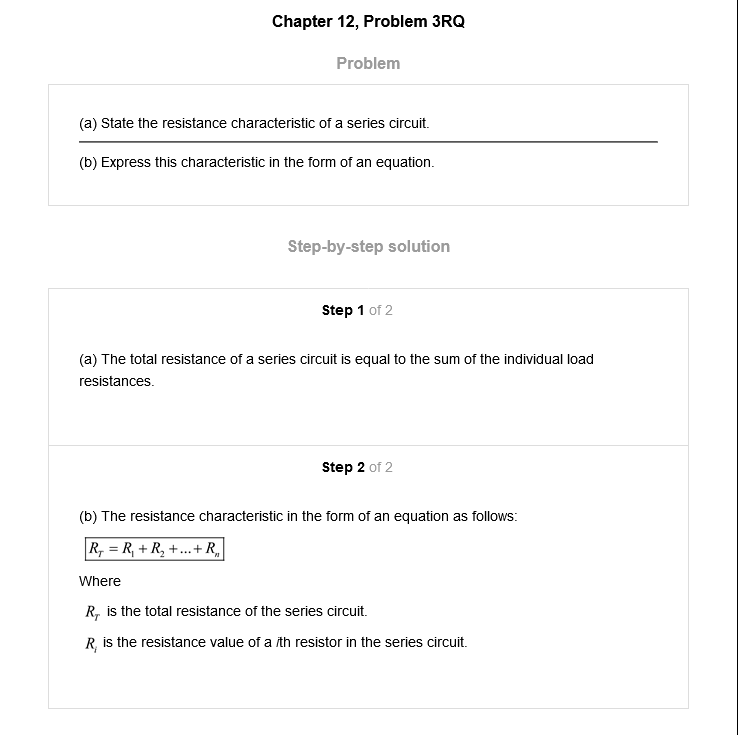 Chapter 12, Problem 3RQ
Problem
(a) State the resistance characteristic of a series circuit.
(b) Express this characteristic in the form of an equation.
Step-by-step solution
Step 1 of 2
(a) The total resistance of a series circuit is equal to the sum of the individual load
resistances.
Step 2 of 2
(b) The resistance characteristic in the form of an equation as follows:
R_T = R_1 + R_2 + ... + R_n
Where
R_T is the total resistance of the series circuit.
R_i is the resistance value of a ith resistor in the series circuit.